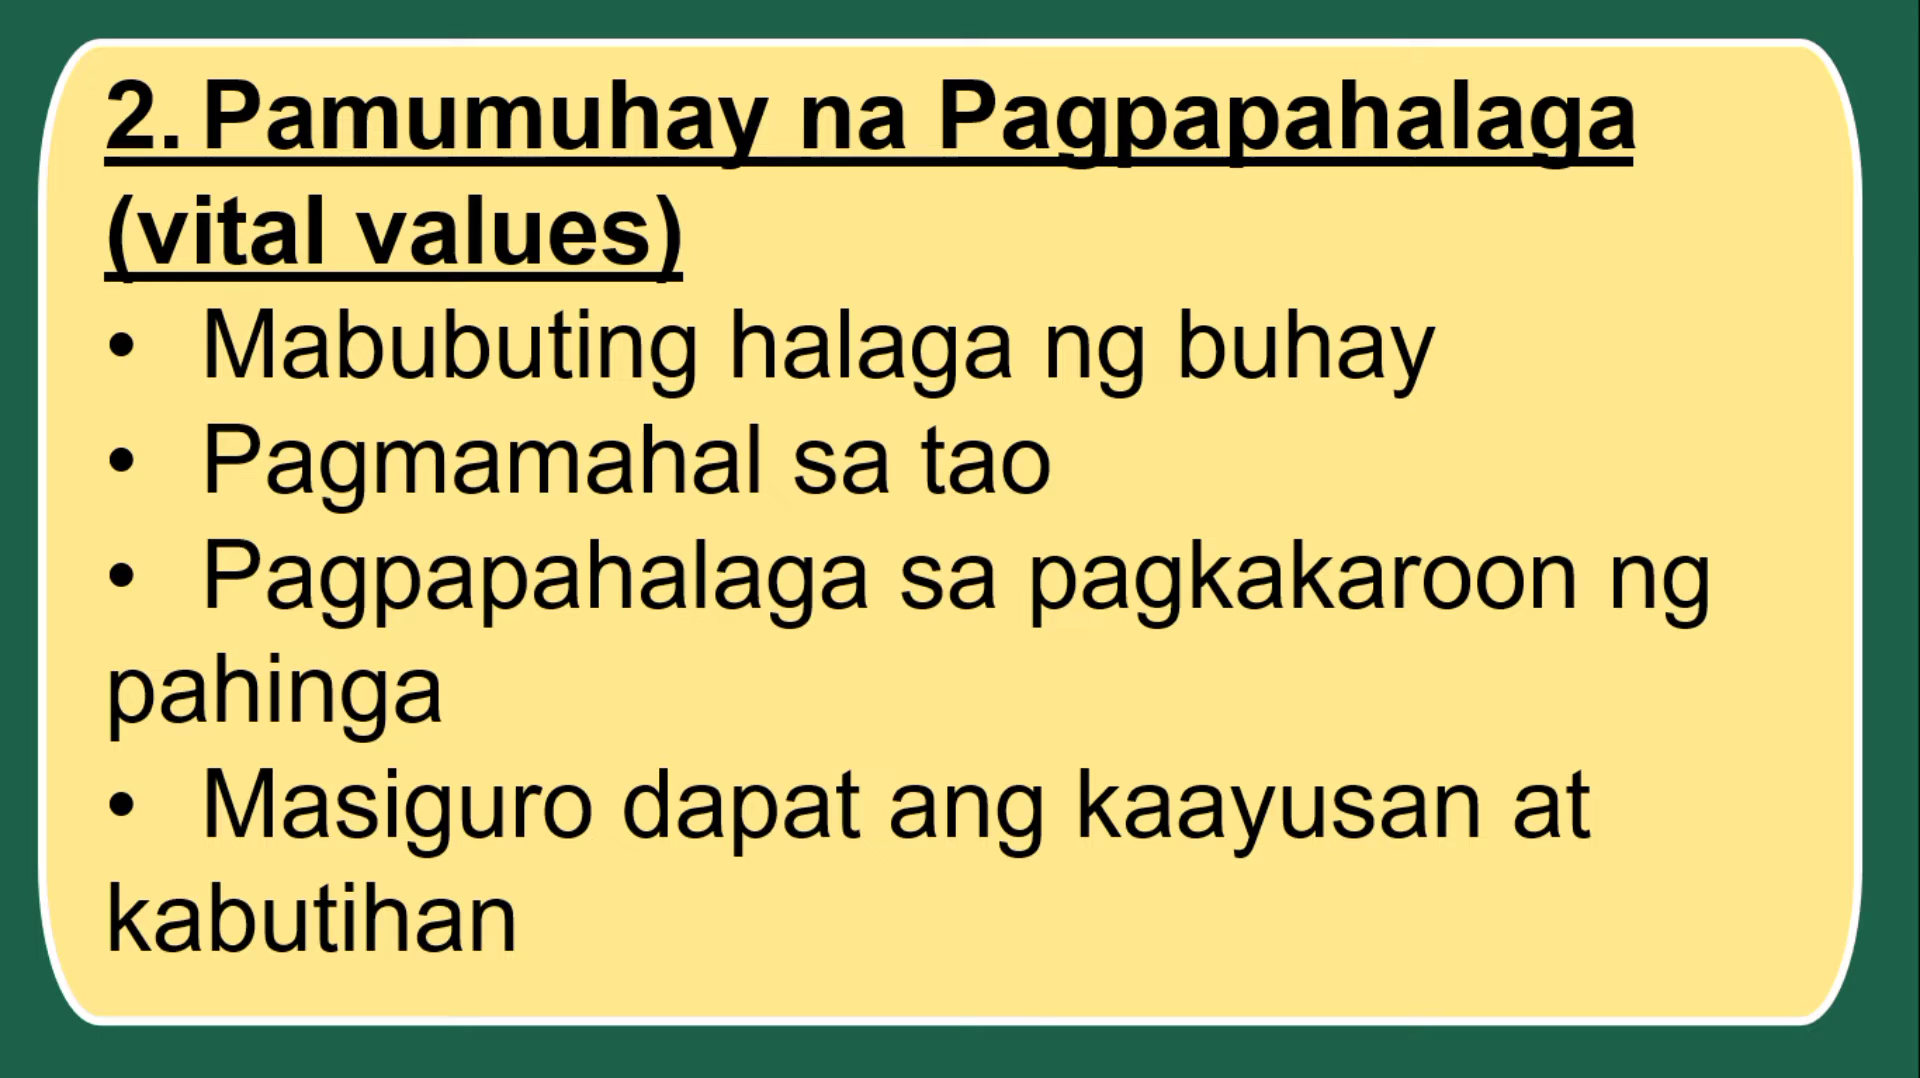 2. Pamumuhay na Pagpapahalaga
(vital values)
• Mabubuting halaga ng buhay
• Pagmamahal sa tao
• Pagpapahalaga sa pagkakaroon ng
pahinga
• Masiguro dapat ang kaayusan at
kabutihan